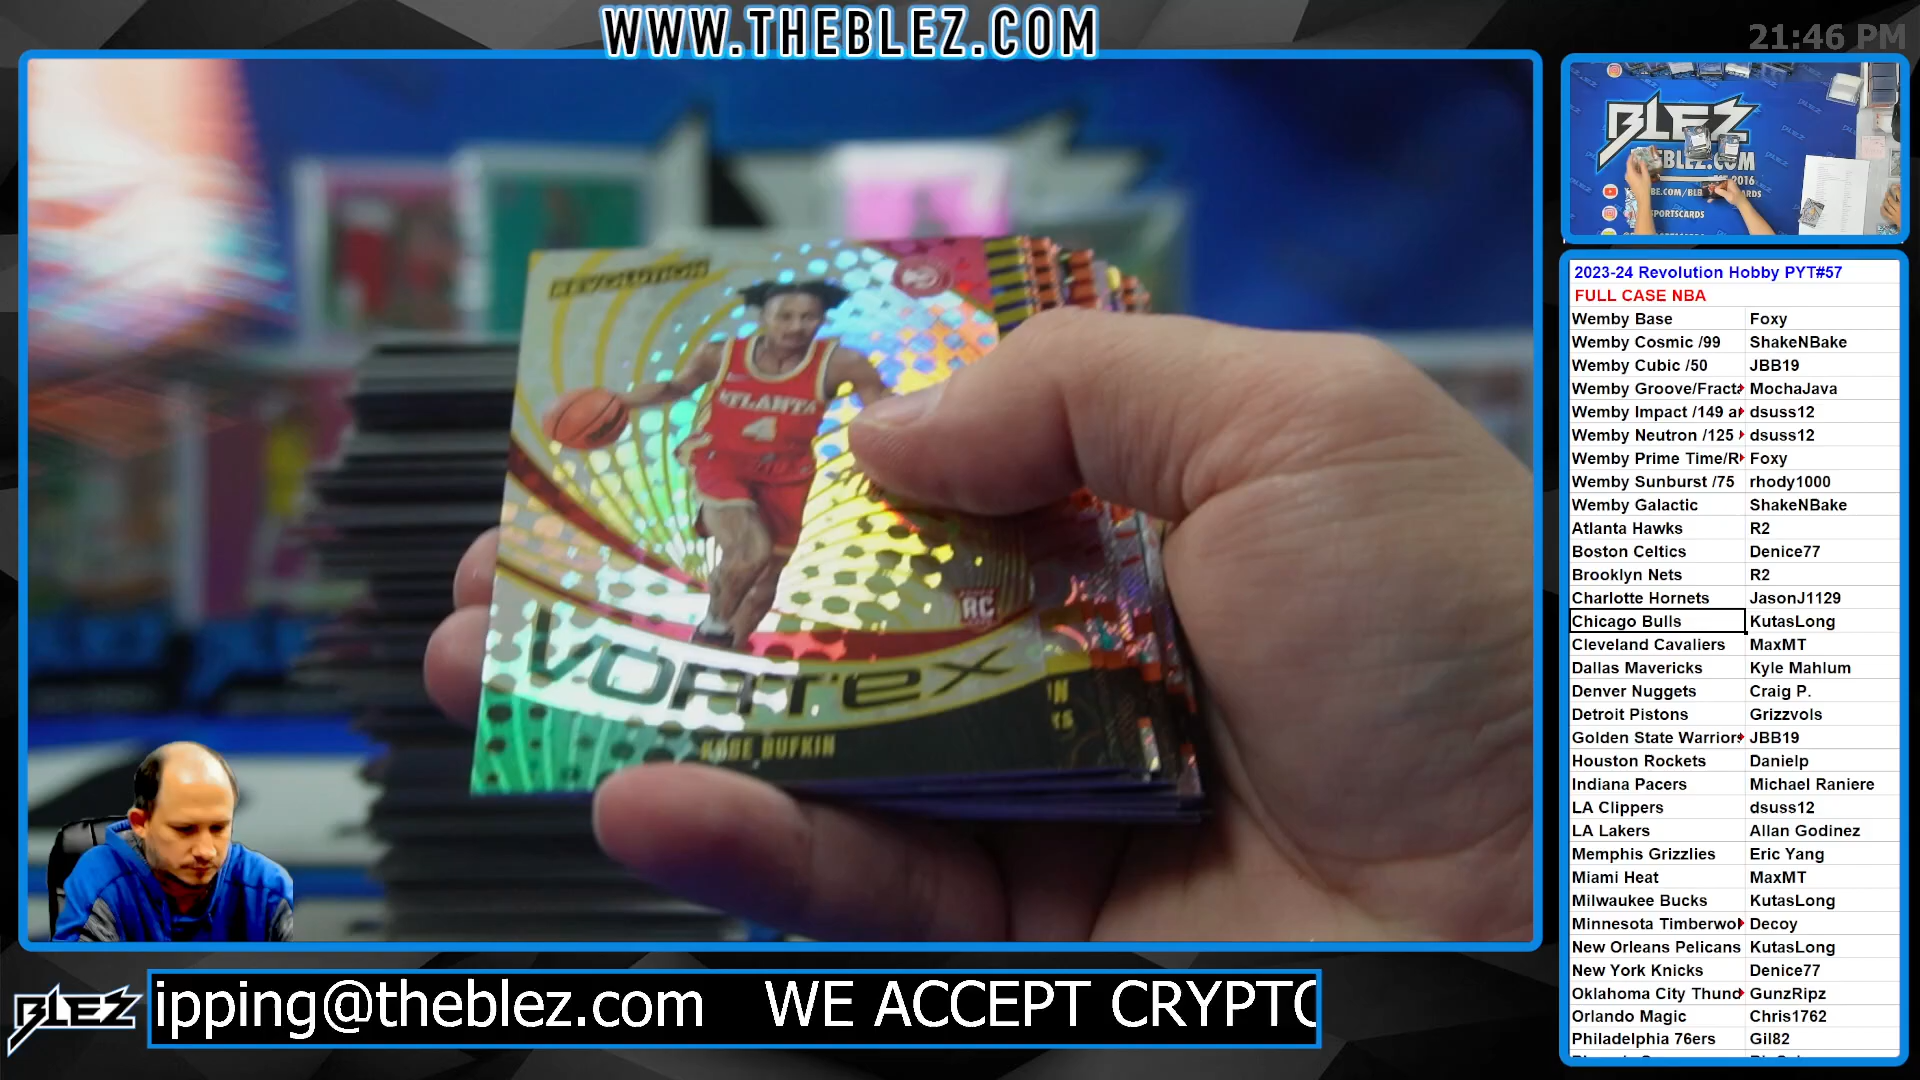 WWW.THEBLEZ.COM
21:46 PM
BLEZ
REVOLUTION
ATLANTA
4
RC
VORTEX
KOBE BUFKIN
2023-24 Revolution Hobby PYT#57
FULL CASE NBA
Wemby Base Foxy
Wemby Cosmic /99 ShakeNBake
Wemby Cubic /50 JBB19
Wemby Groove/Fract MochaJava
Wemby Impact /149 a dsuss12
Wemby Neutron /125 dsuss12
Wemby Prime Time/R Foxy
Wemby Sunburst /75 rhody1000
Wemby Galactic ShakeNBake
Atlanta Hawks R2
Boston Celtics Denice77
Brooklyn Nets R2
Charlotte Hornets JasonJ1129
Chicago Bulls KutasLong
Cleveland Cavaliers MaxMT
Dallas Mavericks Kyle Mahlum
Denver Nuggets Craig P.
Detroit Pistons Grizzvols
Golden State Warrior JBB19
Houston Rockets Danielp
Indiana Pacers Michael Raniere
LA Clippers dsuss12
LA Lakers Allan Godinez
Memphis Grizzlies Eric Yang
Miami Heat MaxMT
Milwaukee Bucks KutasLong
Minnesota Timberwol Decoy
New Orleans Pelicans KutasLong
New York Knicks Denice77
Oklahoma City Thund GunzRipz
Orlando Magic Chris1762
Philadelphia 76ers Gil82
BLEZ
ipping@theblez.com WE ACCEPT CRYPTO